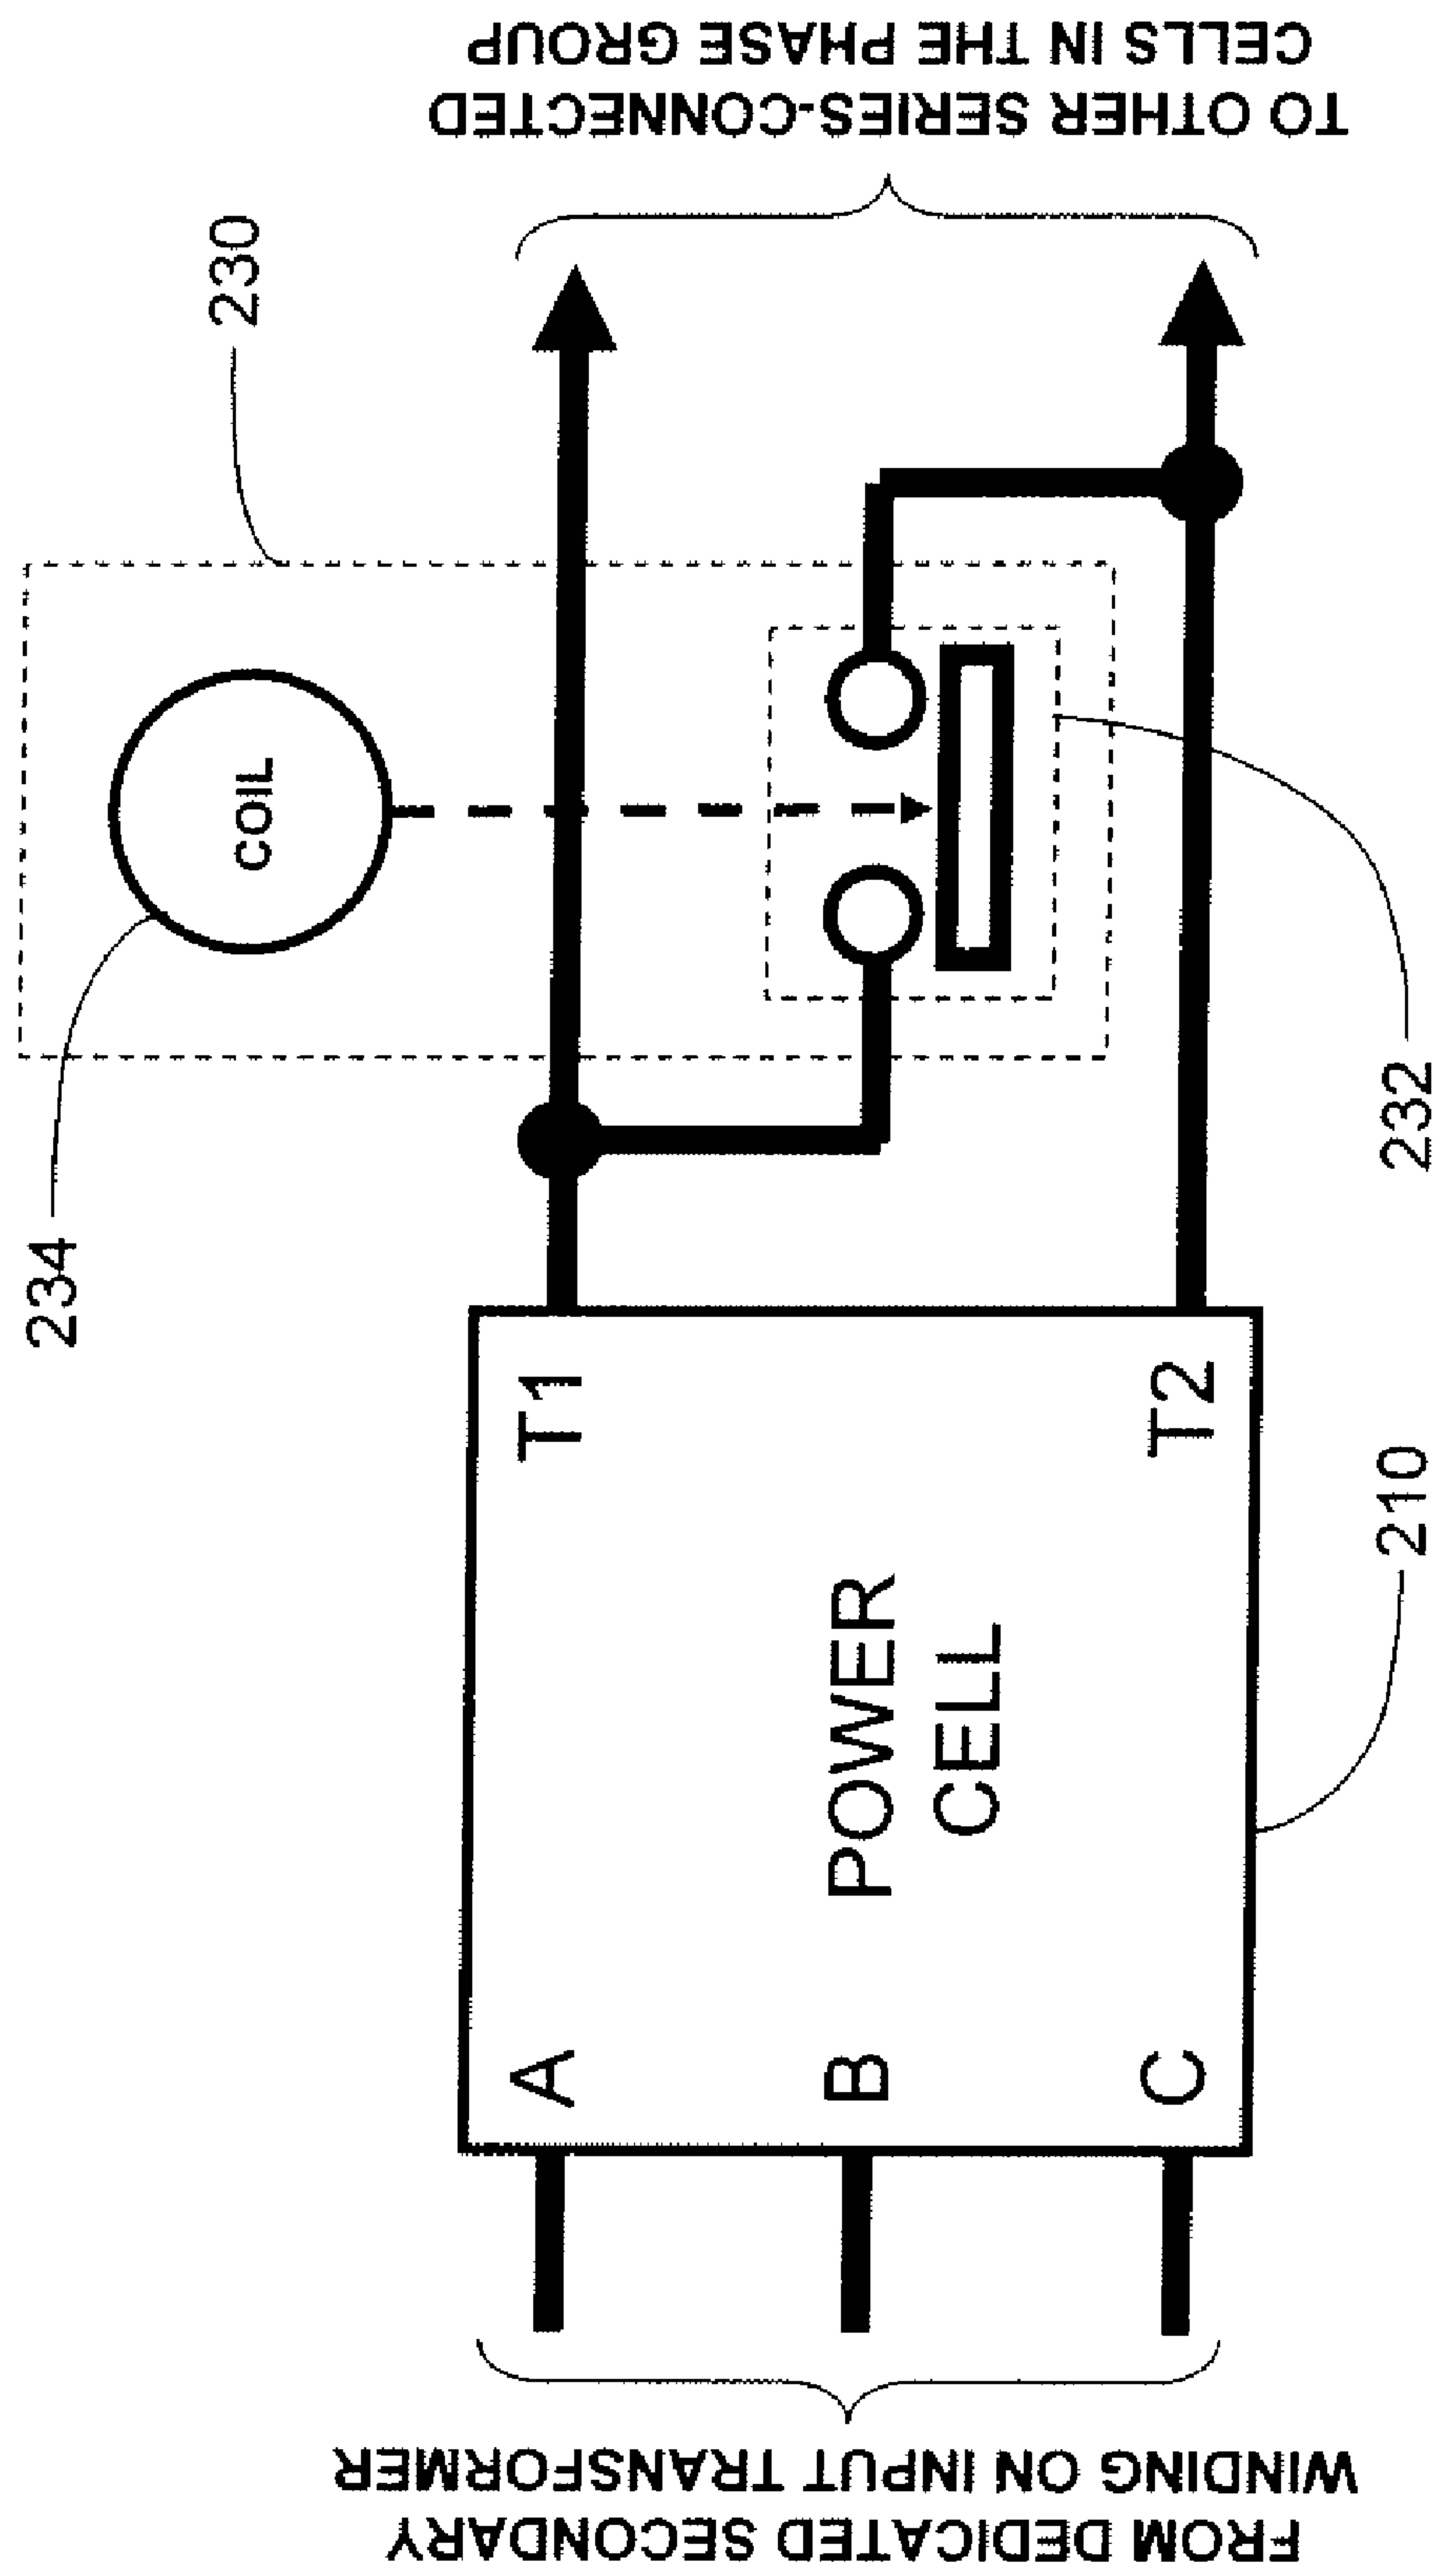 FROM DEDICATED SECONDARY
WINDING ON INPUT TRANSFORMER
A
B
C
POWER
CELL
T1
T2
210
234
COIL
230
232
TO OTHER SERIES-CONNECTED
CELLS IN THE PHASE GROUP